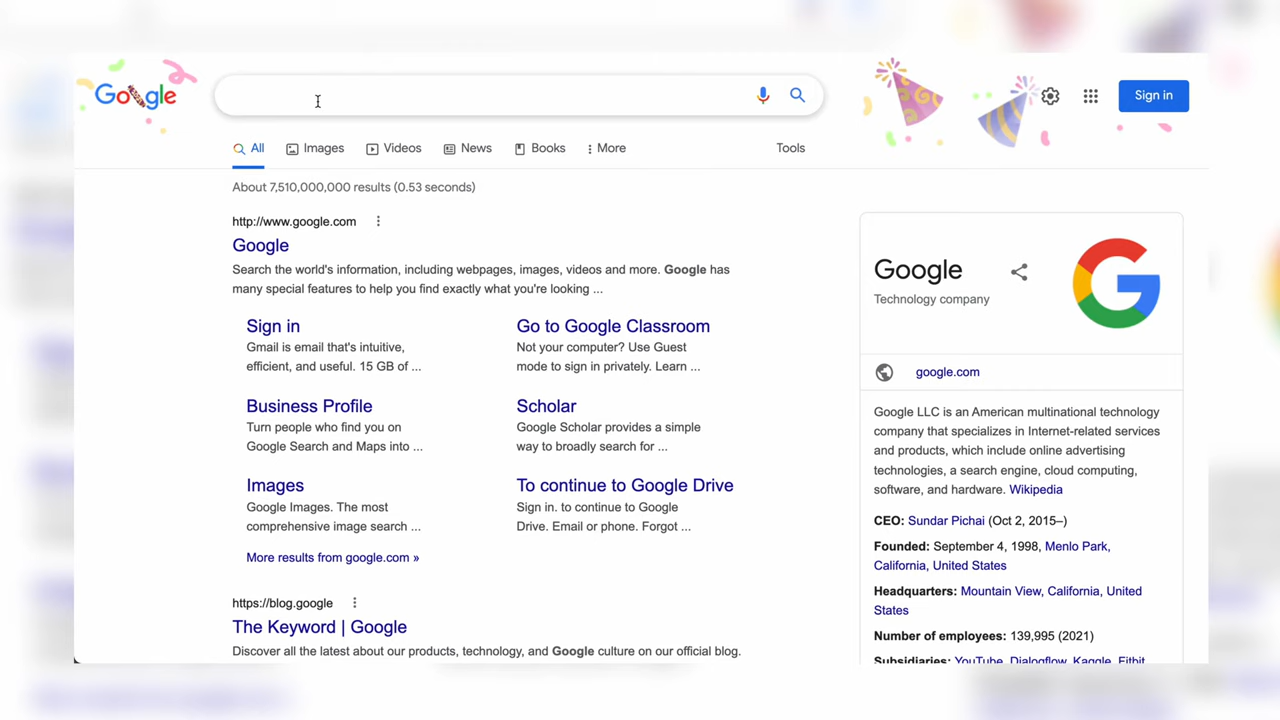 Google
Sign in
All
Images
Videos
News
Books
More
Tools
About 7,510,000,000 results (0.53 seconds)
http://www.google.com
Google
Search the world's information, including webpages, images, videos and more. Google has
many special features to help you find exactly what you're looking ...
Sign in
Gmail is email that's intuitive,
efficient, and useful. 15 GB of ...
Go to Google Classroom
Not your computer? Use Guest
mode to sign in privately. Learn ...
Business Profile
Turn people who find you on
Google Search and Maps into ...
Scholar
Google Scholar provides a simple
way to broadly search for ...
Images
Google Images. The most
comprehensive image search ...
To continue to Google Drive
Sign in. to continue to Google
Drive. Email or phone. Forgot ...
More results from google.com »
https://blog.google
The Keyword | Google
Discover all the latest about our products, technology, and Google culture on our official blog.
Google
Technology company
G
google.com
Google LLC is an American multinational technology
company that specializes in Internet-related services
and products, which include online advertising
technologies, a search engine, cloud computing,
software, and hardware. Wikipedia
CEO: Sundar Pichai (Oct 2, 2015–)
Founded: September 4, 1998, Menlo Park,
California, United States
Headquarters: Mountain View, California, United
States
Number of employees: 139,995 (2021)
Subsidiaries: YouTube, Dialogflow, Kaggle, Fitbit